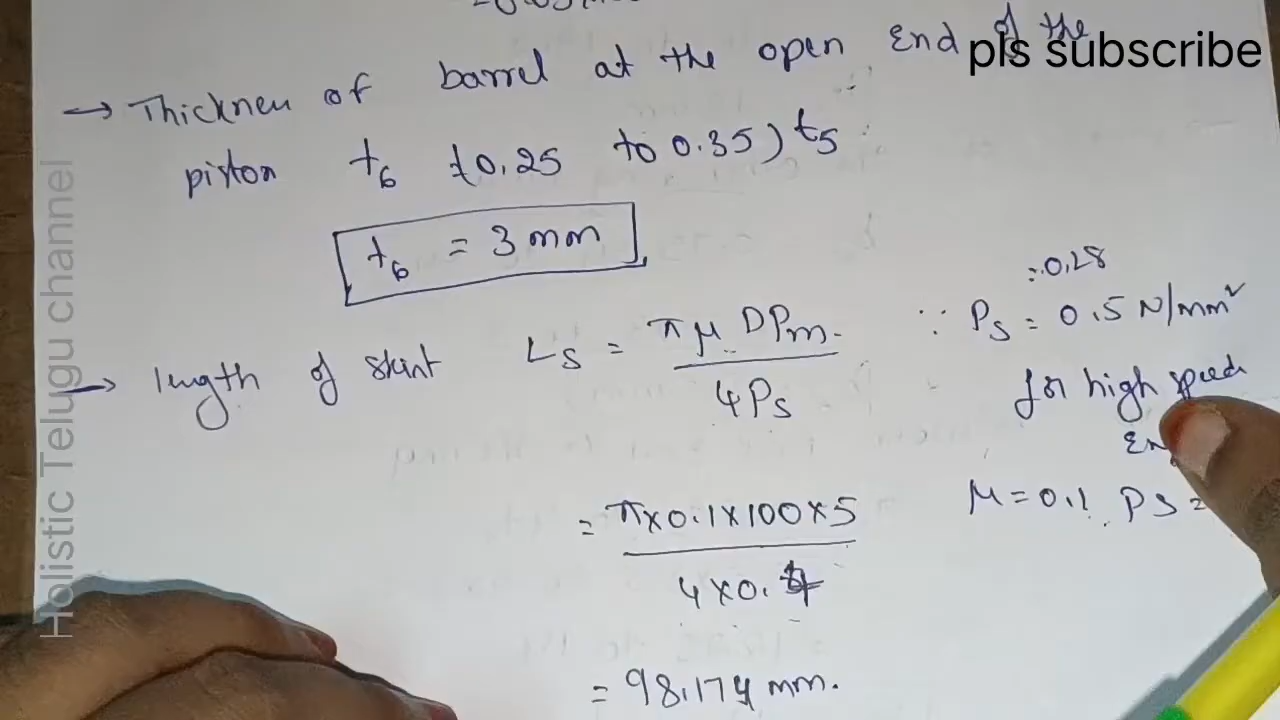 pls subscribe
→ Thickness of barrel at the open end of the
piston t₆ (0.25 to 0.35) t₅
t₆ = 3 mm
→ length of skirt Lₛ = πμ DPm / 4Pₛ
= 0.28
∵ Pₛ = 0.5 N/mm²
for high speed
μ = 0.1 Pₛ =
= π×0.1×100×5 / 4×0.4
= 98.174 mm.
Holistic Telugu channel